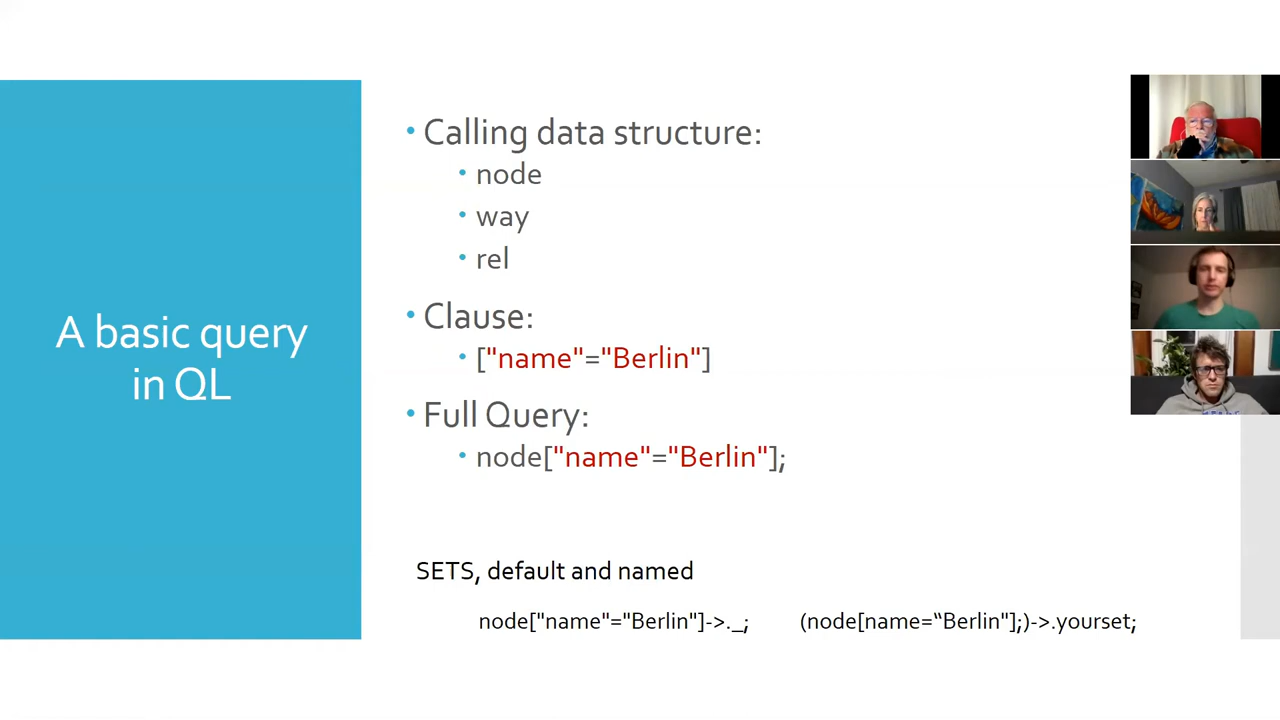 A basic query
in QL
• Calling data structure:
• node
• way
• rel
• Clause:
• ["name"="Berlin"]
• Full Query:
• node["name"="Berlin"];
SETS, default and named
node["name"="Berlin"]->._;
(node[name=“Berlin"];)->.yourset;